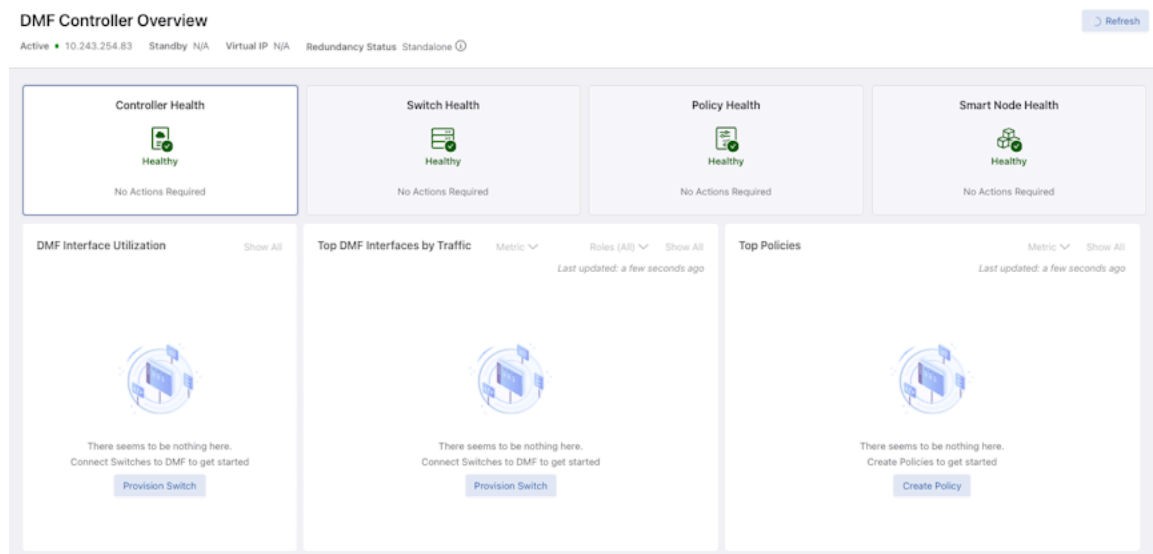 DMF Controller Overview
Refresh
Active 10.243.254.83 Standby N/A Virtual IP N/A Redundancy Status Standalone
Controller Health
Healthy
No Actions Required
Switch Health
Healthy
No Actions Required
Policy Health
Healthy
No Actions Required
Smart Node Health
Healthy
No Actions Required
DMF Interface Utilization Show All
There seems to be nothing here.
Connect Switches to DMF to get started
Provision Switch
Top DMF Interfaces by Traffic Metric Roles (All) Show All
Last updated: a few seconds ago
There seems to be nothing here.
Connect Switches to DMF to get started
Provision Switch
Top Policies Metric Show All
Last updated: a few seconds ago
There seems to be nothing here.
Create Policies to get started
Create Policy